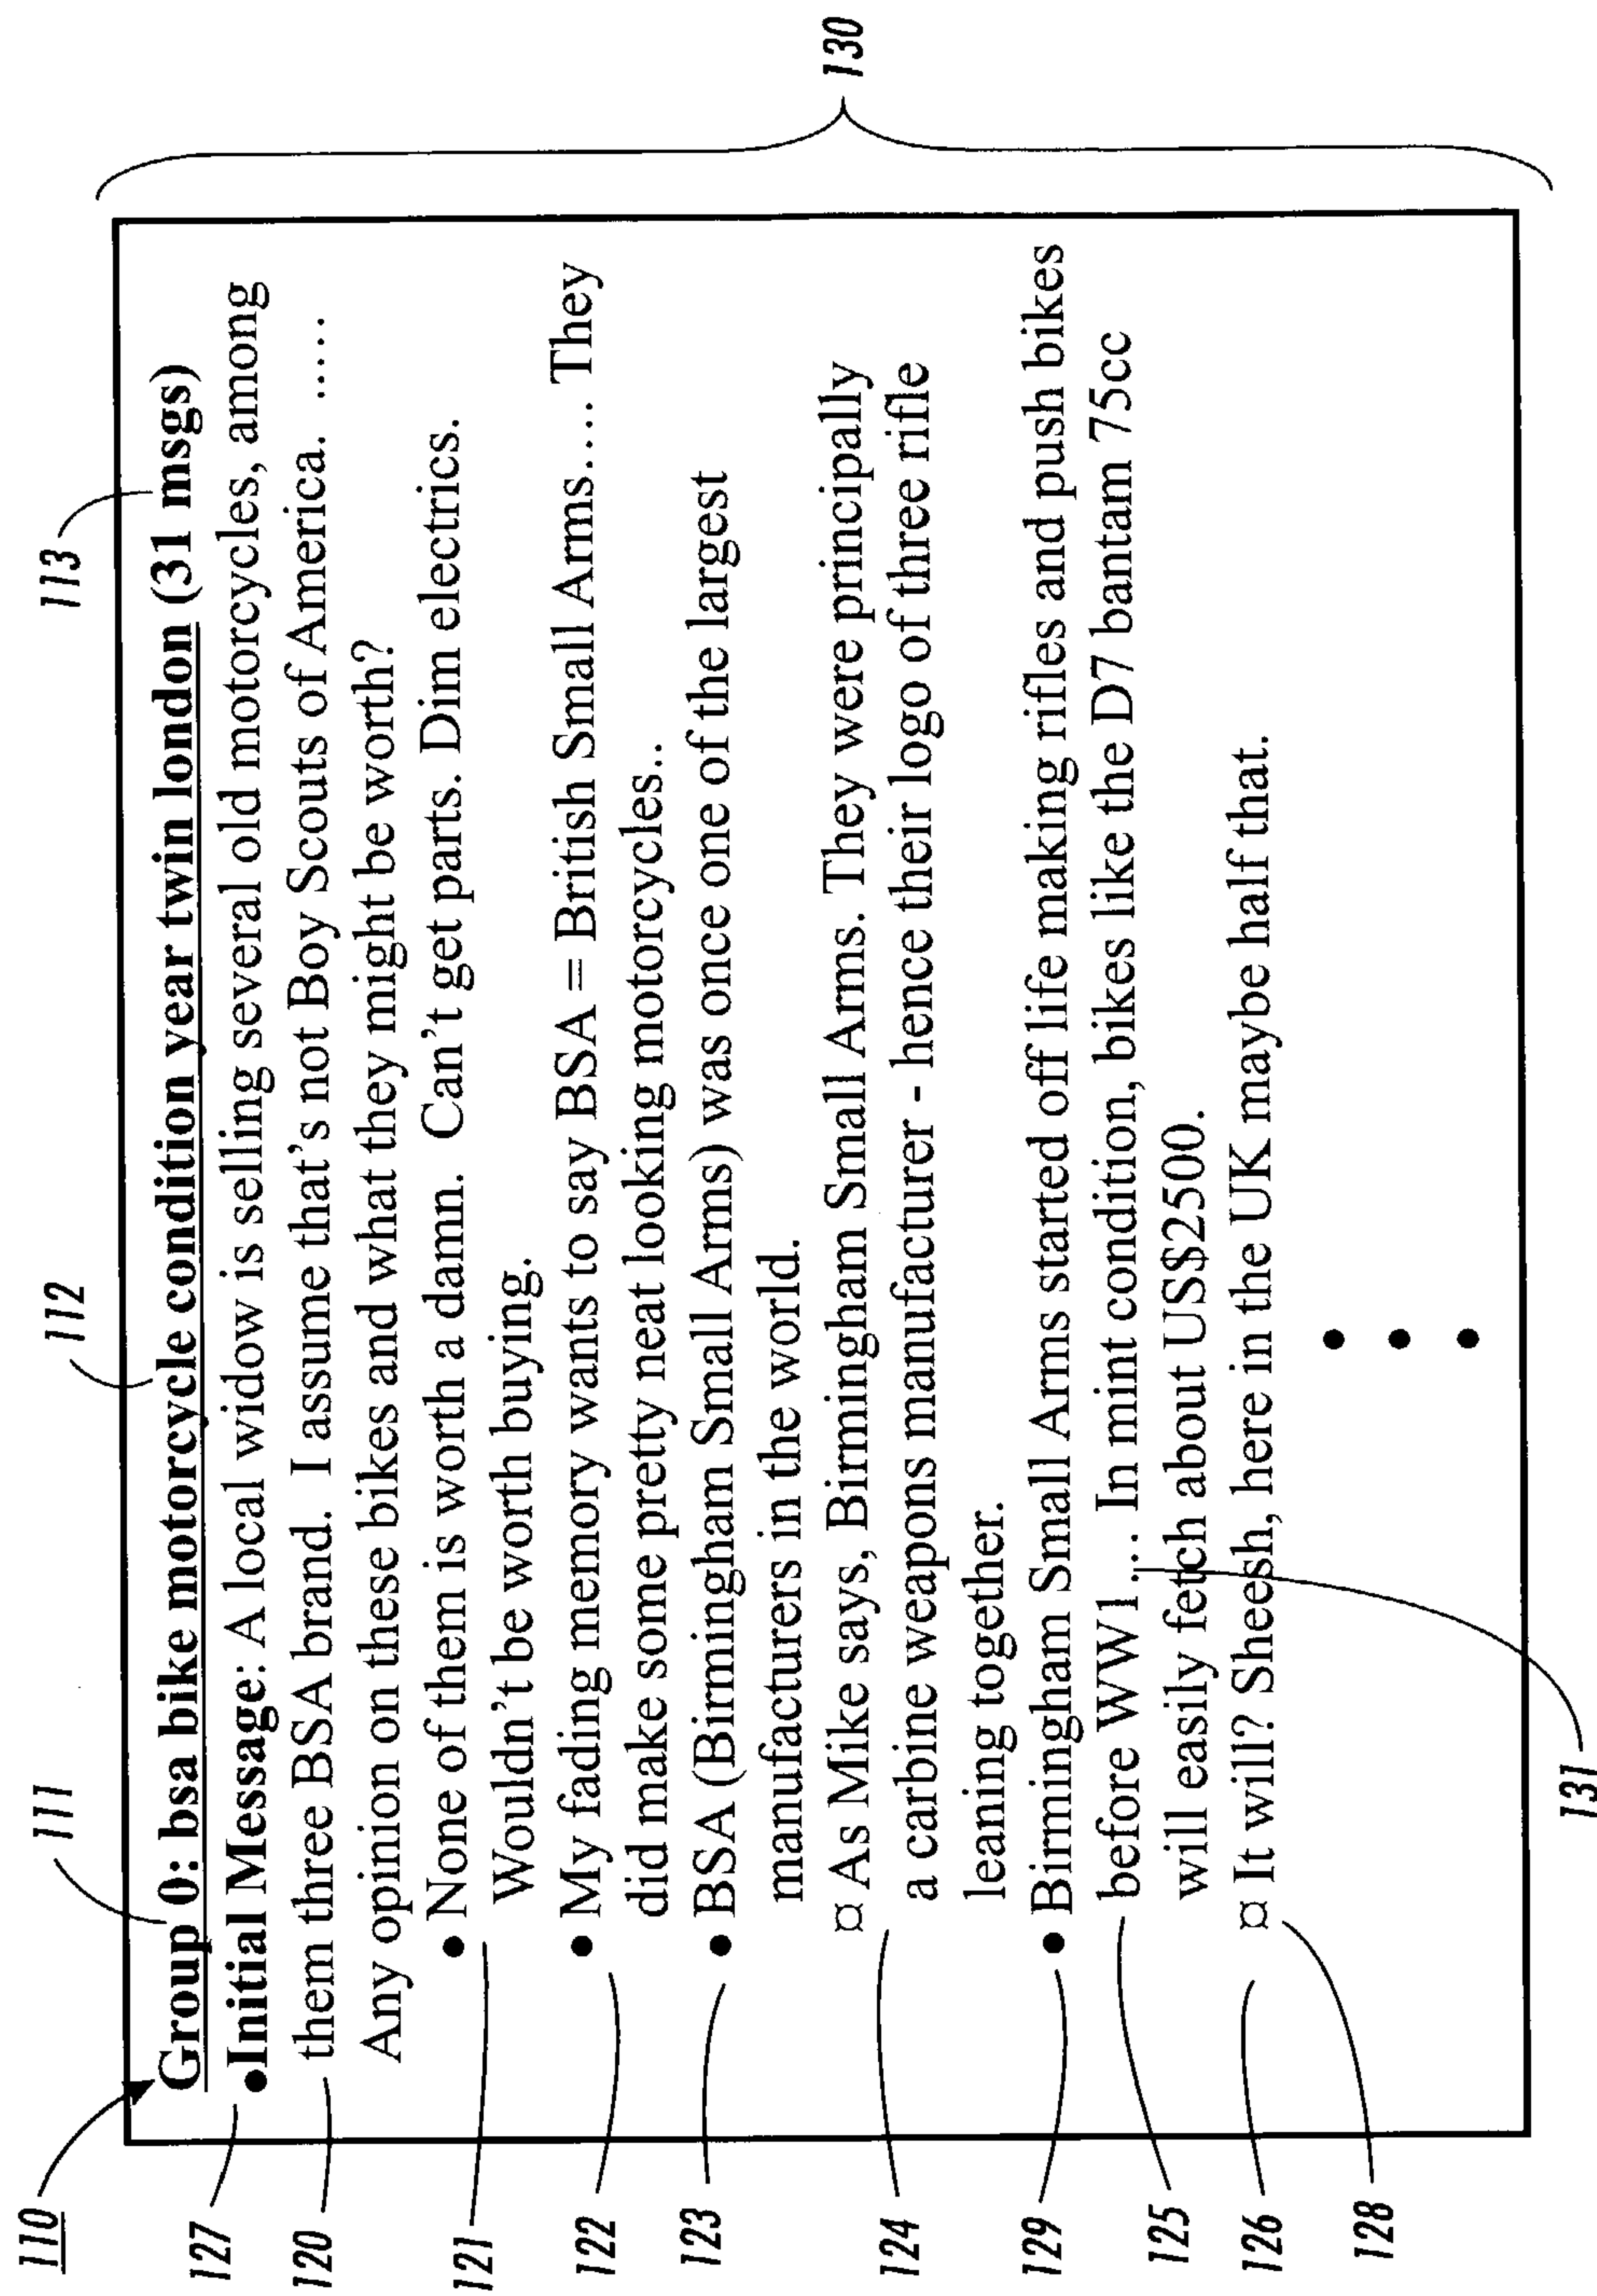 110
111
112
113
Group 0: bsa bike motorcycle condition year twin london (31 msgs)
127
•Initial Message: A local widow is selling several old motorcycles, among
120
them three BSA brand. I assume that's not Boy Scouts of America. .....
Any opinion on these bikes and what they might be worth?
121
• None of them is worth a damn. Can't get parts. Dim electrics.
Wouldn't be worth buying.
122
• My fading memory wants to say BSA = British Small Arms.... They
did make some pretty neat looking motorcycles..
123
• BSA (Birmingham Small Arms) was once one of the largest
manufacturers in the world.
124
¤ As Mike says, Birmingham Small Arms. They were principally
a carbine weapons manufacturer - hence their logo of three rifle
leaning together.
129
• Birmingham Small Arms started off life making rifles and push bikes
125
before WW1 ... In mint condition, bikes like the D7 bantam 75cc
will easily fetch about US$2500.
126
¤ It will? Sheesh, here in the UK maybe half that.
128
•
•
•
131
130